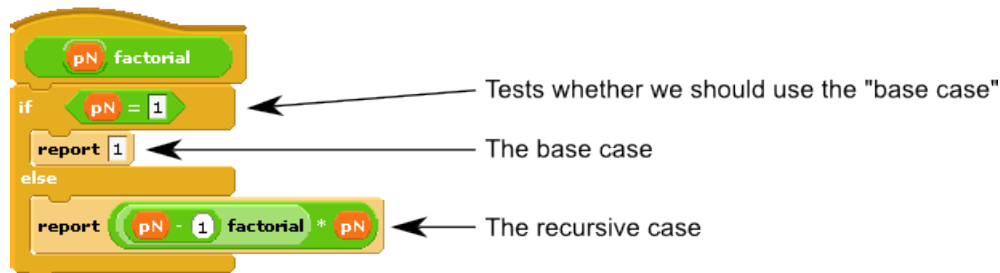 pN factorial
if pN = 1
Tests whether we should use the "base case"
report 1
The base case
else
report pN - 1 factorial * pN
The recursive case